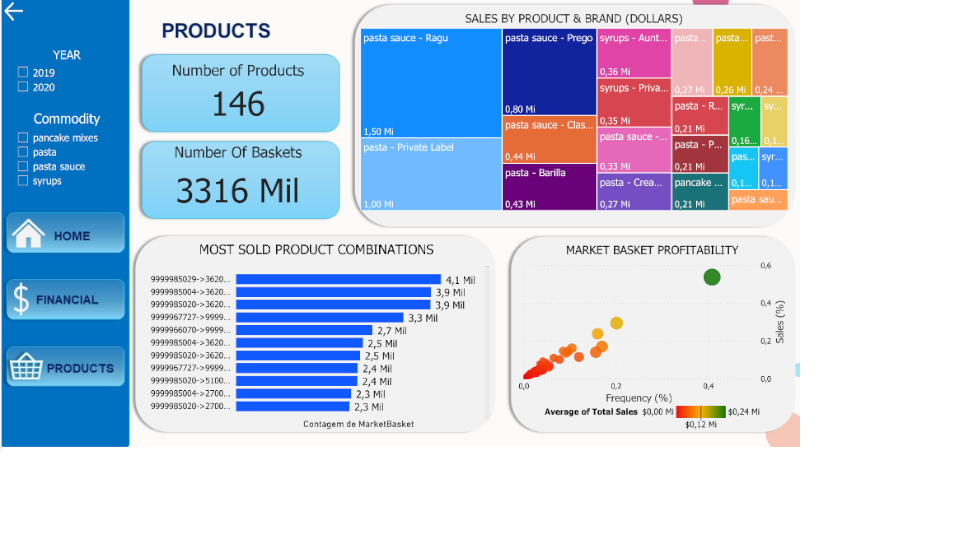 PRODUCTS
YEAR
2019
2020
Commodity
pancake mixes
pasta
pasta sauce
syrups
HOME
FINANCIAL
PRODUCTS
Number of Products
146
Number Of Baskets
3316 Mil
SALES BY PRODUCT & BRAND (DOLLARS)
pasta sauce - Ragu
1,50 Mi
pasta - Private Label
1,00 Mi
pasta sauce - Prego
0,80 Mi
pasta sauce - Clas...
0,44 Mi
pasta - Barilla
0,43 Mi
syrups - Aunt...
0,36 Mi
syrups - Priva...
0,35 Mi
pasta sauce -...
0,33 Mi
pasta - Crea...
0,27 Mi
pasta...
0,27 Mi
pasta...
0,26 Mi
past...
0,24 ...
pasta - R...
0,21 Mi
pasta - P...
0,21 Mi
pancake ...
0,21 Mi
syr...
0,16...
sy...
0,1...
pas...
0,1...
syr...
0,1...
pasta sau...
MOST SOLD PRODUCT COMBINATIONS
9999985029->3620... 4,1 Mil
9999985004->3620... 3,9 Mil
9999985020->3620... 3,9 Mil
9999967727->9999... 3,3 Mil
9999966070->9999... 2,7 Mil
9999985004->3620... 2,5 Mil
9999985020->3620... 2,5 Mil
9999967727->9999... 2,4 Mil
9999985020->5100... 2,4 Mil
9999985004->2700... 2,3 Mil
9999985020->2700... 2,3 Mil
Contagem de MarketBasket
MARKET BASKET PROFITABILITY
0,6
0,4
0,2
0,0
Sales (%)
0,0 0,2 0,4
Frequency (%)
Average of Total Sales $0,00 Mi $0,24 Mi
$0,12 Mi